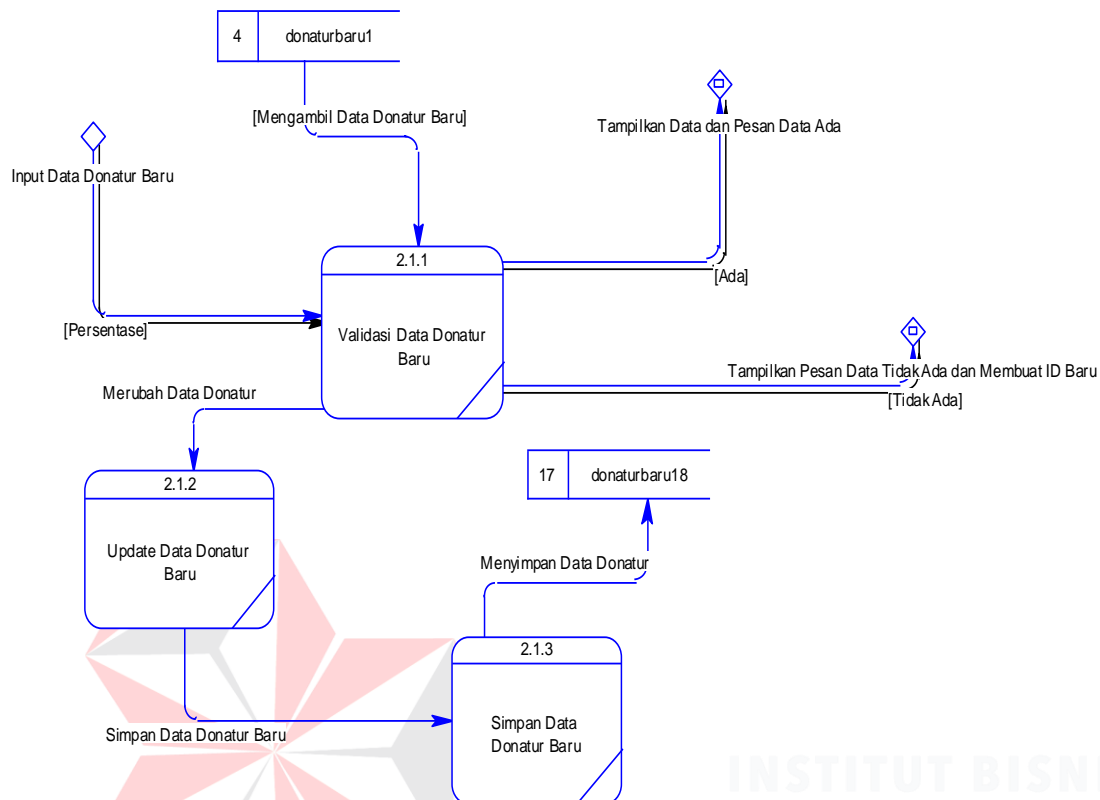 4 donaturbaru1
[Mengambil Data Donatur Baru]
Tampilkan Data dan Pesan Data Ada
Input Data Donatur Baru
2.1.1
[Ada]
[Persentase]
Validasi Data Donatur
Baru
Tampilkan Pesan Data Tidak Ada dan Membuat ID Baru
[Tidak Ada]
Merubah Data Donatur
17 donaturbaru18
2.1.2
Update Data Donatur
Baru
Menyimpan Data Donatur
2.1.3
Simpan Data
Donatur Baru
Simpan Data Donatur Baru
INSTITUT BISNI